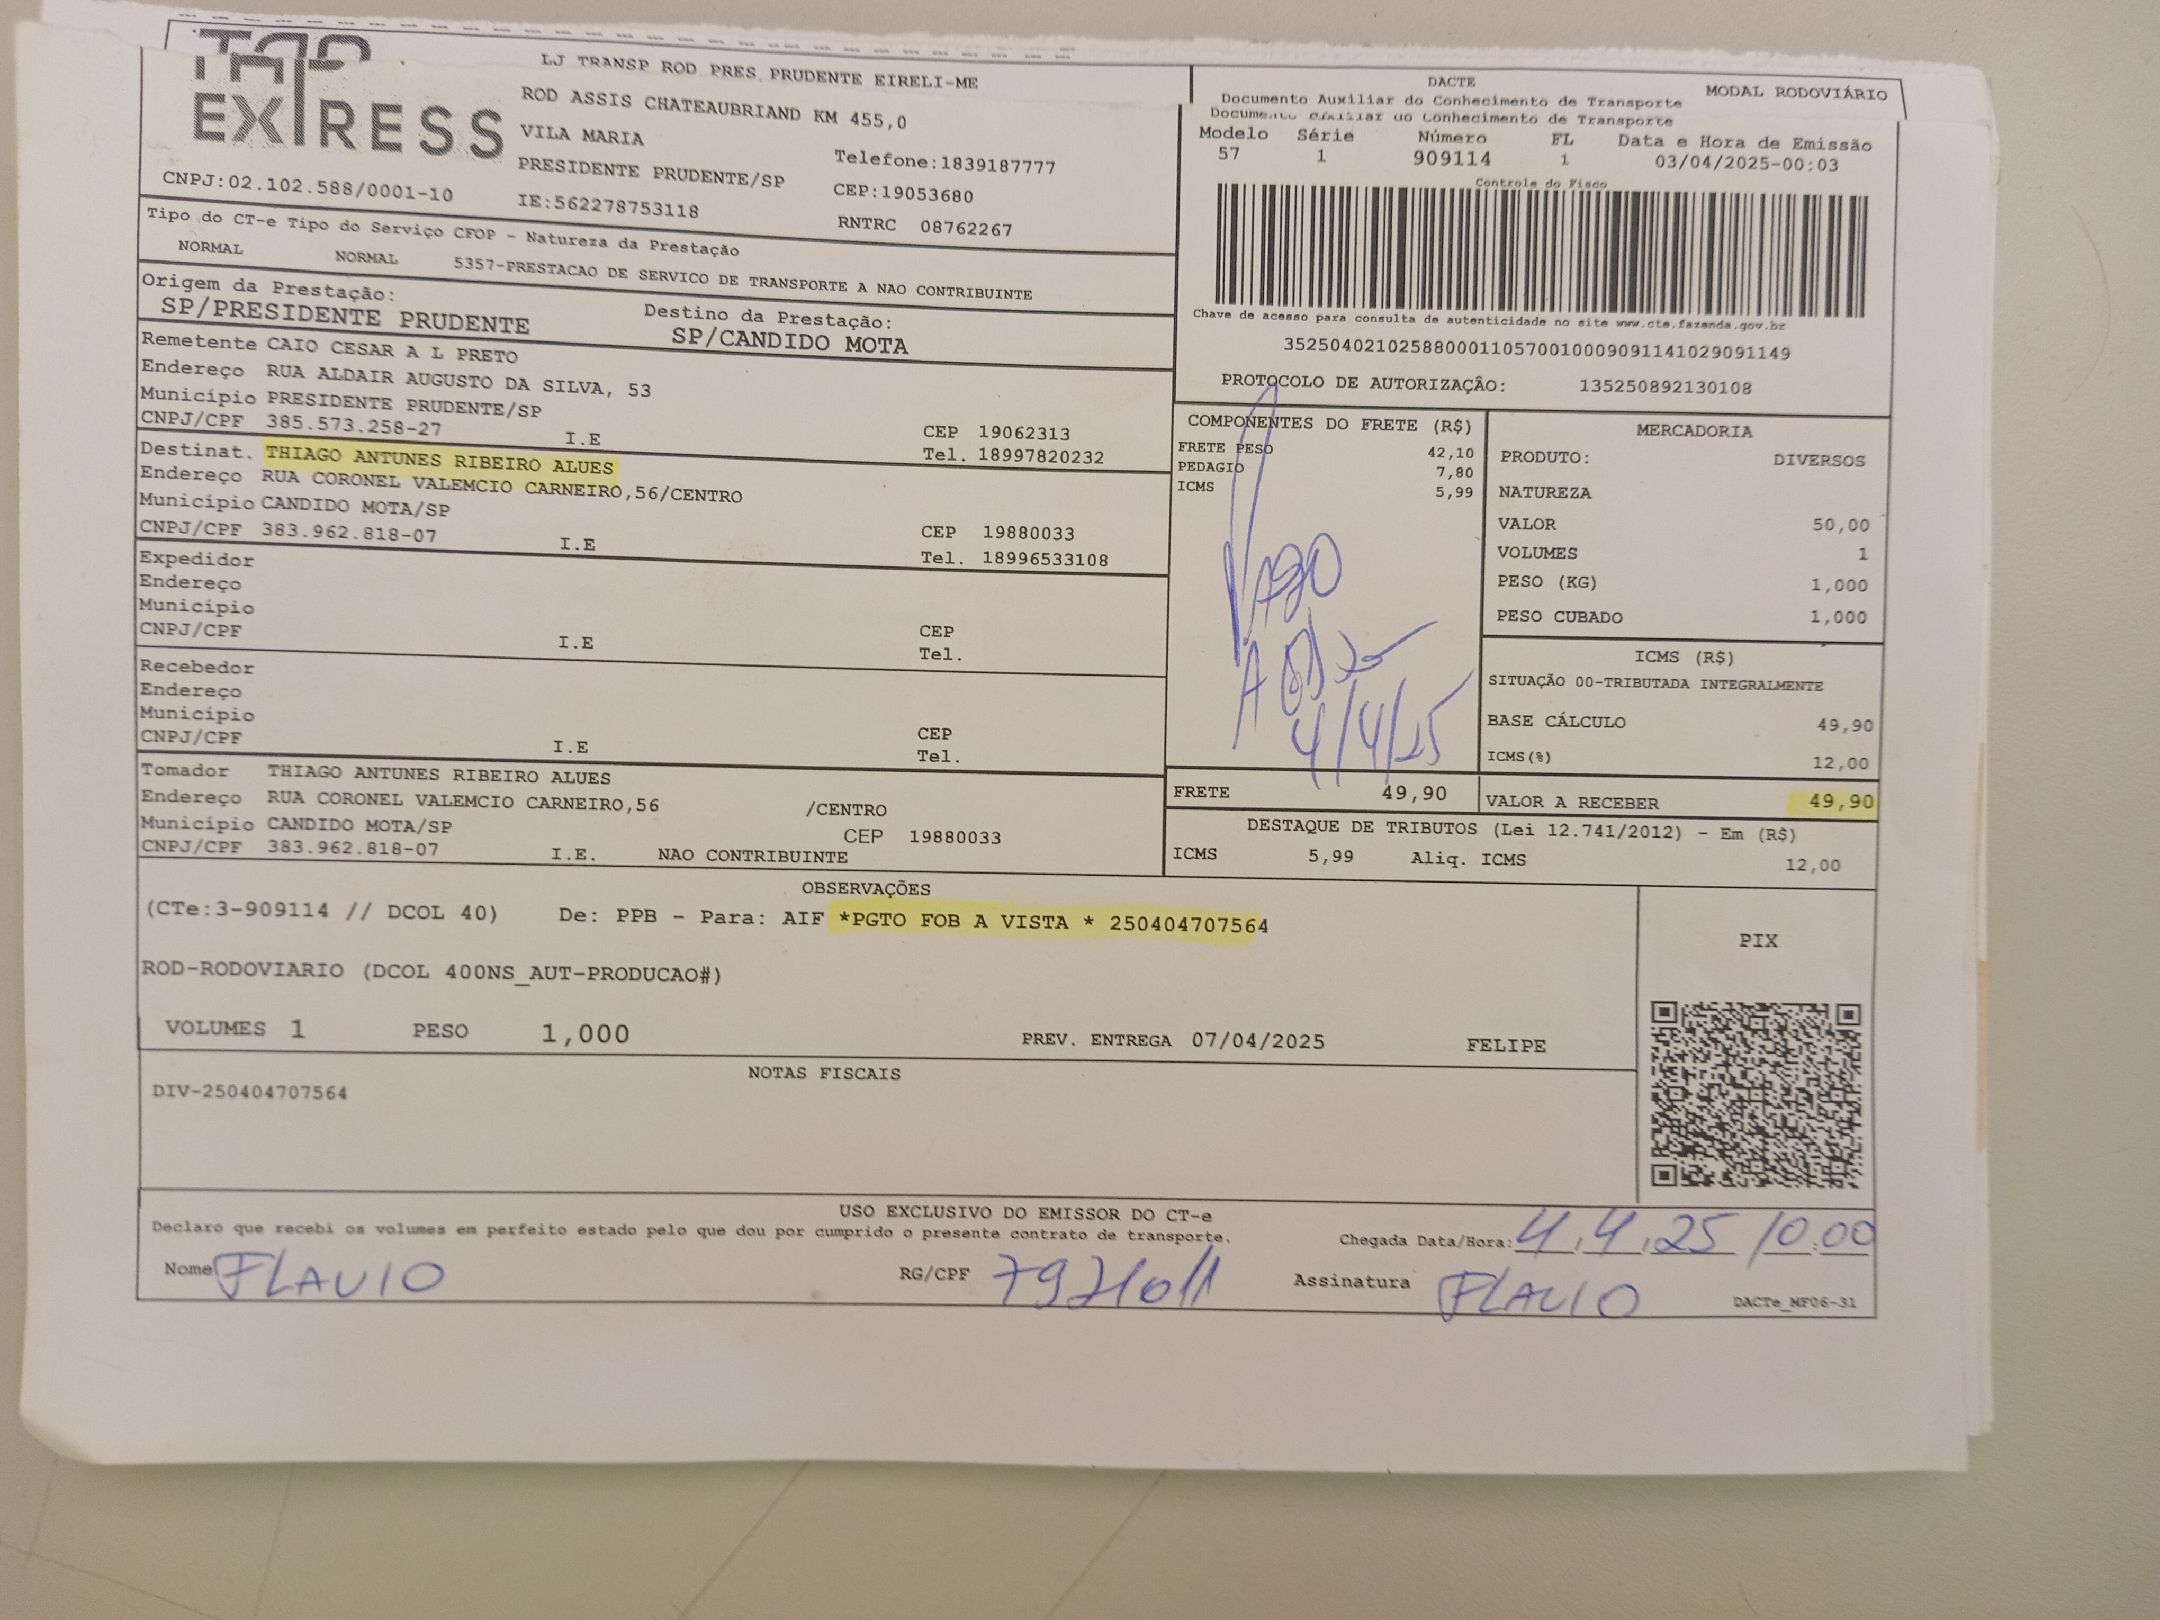 TAP
EXPRESS
CNPJ:02.102.588/0001-10
LJ TRANSP ROD PRES PRUDENTE EIRELI-ME
ROD ASSIS CHATEAUBRIAND KM 455,0
VILA MARIA
PRESIDENTE PRUDENTE/SP
IE:562278753118
Telefone:1839187777
CEP:19053680
RNTRC 08762267
DACTE
MODAL RODOVIÁRIO
Documento Auxiliar do Conhecimento de Transporte
Documento Auxiliar do Conhecimento de Transporte
Modelo Série Número FL Data e Hora de Emissão
57 1 909114 1 03/04/2025-00:03
Controle do Fisco
Chave de acesso para consulta de autenticidade no site www.cte.fazenda.gov.br
35250402102588000110570010009091141029091149
PROTOCOLO DE AUTORIZAÇÃO: 135250892130108
Tipo do CT-e Tipo do Serviço CFOP - Natureza da Prestação
NORMAL NORMAL 5357-PRESTACAO DE SERVICO DE TRANSPORTE A NAO CONTRIBUINTE
Origem da Prestação: Destino da Prestação:
SP/PRESIDENTE PRUDENTE SP/CANDIDO MOTA
Remetente CAIO CESAR A L PRETO
Endereço RUA ALDAIR AUGUSTO DA SILVA, 53
Município PRESIDENTE PRUDENTE/SP CEP 19062313
CNPJ/CPF 385.573.258-27 I.E Tel. 18997820232
Destinat. THIAGO ANTUNES RIBEIRO ALUES
Endereço RUA CORONEL VALEMCIO CARNEIRO,56/CENTRO
Município CANDIDO MOTA/SP CEP 19880033
CNPJ/CPF 383.962.818-07 I.E Tel. 18996533108
Expedidor
Endereço
Município CEP
CNPJ/CPF I.E Tel.
Recebedor
Endereço
Município CEP
CNPJ/CPF I.E Tel.
Tomador THIAGO ANTUNES RIBEIRO ALUES
Endereço RUA CORONEL VALEMCIO CARNEIRO,56 /CENTRO
Município CANDIDO MOTA/SP CEP 19880033
CNPJ/CPF 383.962.818-07 I.E. NAO CONTRIBUINTE
COMPONENTES DO FRETE (R$)
FRETE PESO 42,10
PEDAGIO 7,80
ICMS 5,99
PAGO
4/4/25
FRETE 49,90
MERCADORIA
PRODUTO: DIVERSOS
NATUREZA
VALOR 50,00
VOLUMES 1
PESO (KG) 1,000
PESO CUBADO 1,000
ICMS (R$)
SITUAÇÃO 00-TRIBUTADA INTEGRALMENTE
BASE CÁLCULO 49,90
ICMS(%) 12,00
VALOR A RECEBER 49,90
DESTAQUE DE TRIBUTOS (Lei 12.741/2012) - Em (R$)
ICMS 5,99 Aliq. ICMS 12,00
OBSERVAÇÕES
(CTe:3-909114 // DCOL 40) De: PPB - Para: AIF *PGTO FOB A VISTA * 250404707564
ROD-RODOVIARIO (DCOL 400NS_AUT-PRODUCAO#)
VOLUMES 1 PESO 1,000 PREV. ENTREGA 07/04/2025 FELIPE
PIX
NOTAS FISCAIS
DIV-250404707564
USO EXCLUSIVO DO EMISSOR DO CT-e
Declaro que recebi os volumes em perfeito estado pelo que dou por cumprido o presente contrato de transporte.
Chegada Data/Hora: 4.4.25 10:00
Nome FLAVIO RG/CPF Assinatura FLAVIO
DACTe_MF06-31